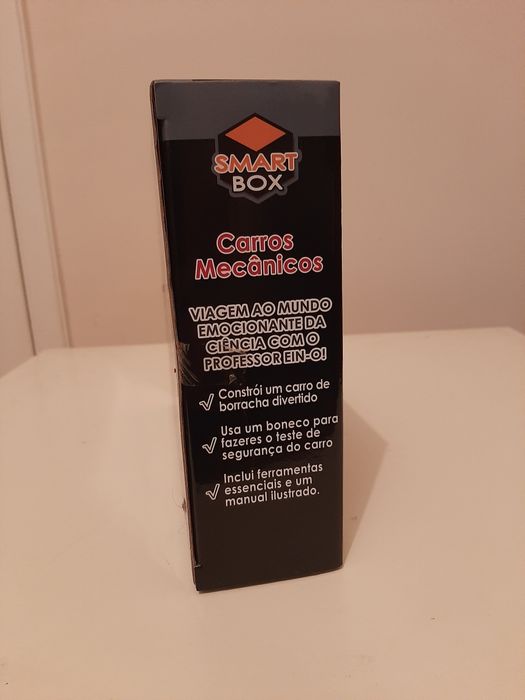 SMART
BOX
Carros
Mecânicos
VIAGEM AO MUNDO
EMOCIONANTE DA
CIÊNCIA COM O
PROFESSOR EIN-O!
Constrói um carro de
borracha divertido
Usa um boneco para
fazeres o teste de
segurança do carro
Inclui ferramentas
essenciais e um
manual ilustrado.